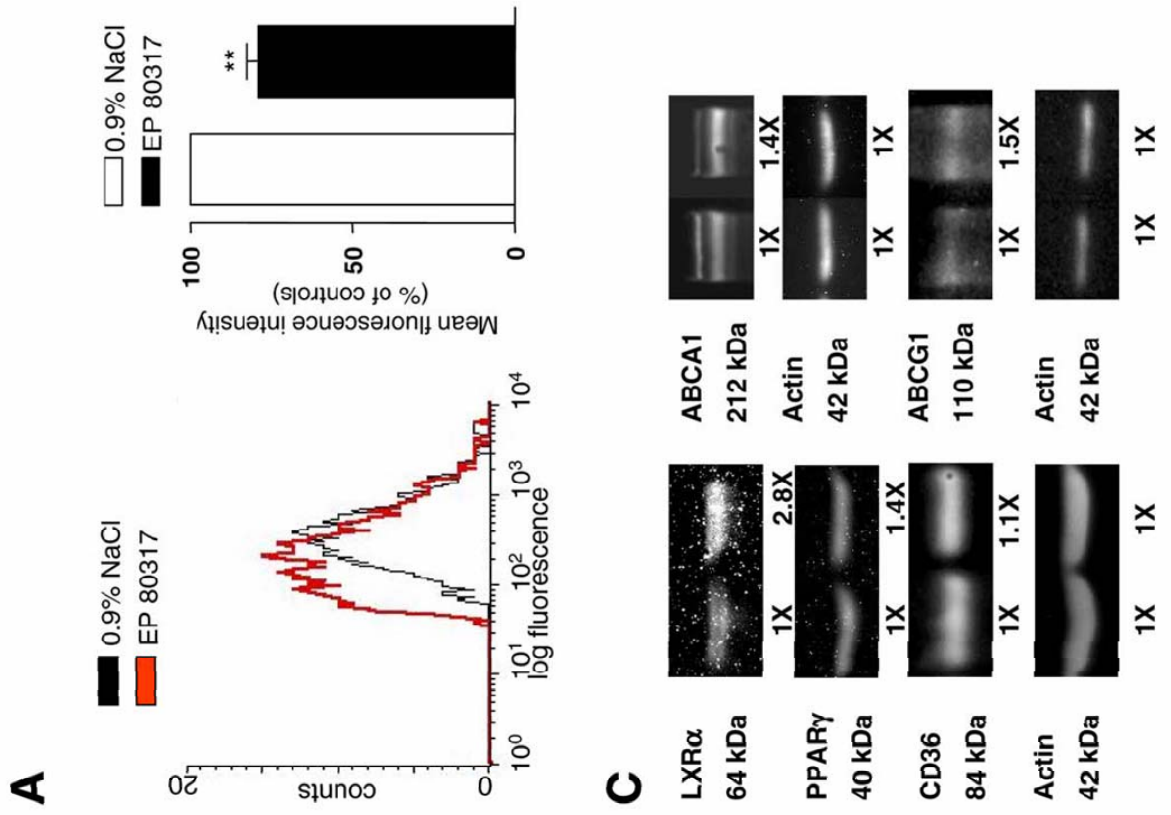 A
0.9% NaCl
EP 80317
20
counts
0
10^0 10^1 10^2 10^3 10^4
log fluorescence
0.9% NaCl
EP 80317
Mean fluorescence intensity
(% of controls)
100
50
0
**
C
LXRα
64 kDa
1X 2.8X
PPARγ
40 kDa
1X 1.4X
CD36
84 kDa
1X 1.1X
Actin
42 kDa
1X 1X
ABCA1
212 kDa
1X 1.4X
Actin
42 kDa
1X 1X
ABCG1
110 kDa
1X 1.5X
Actin
42 kDa
1X 1X